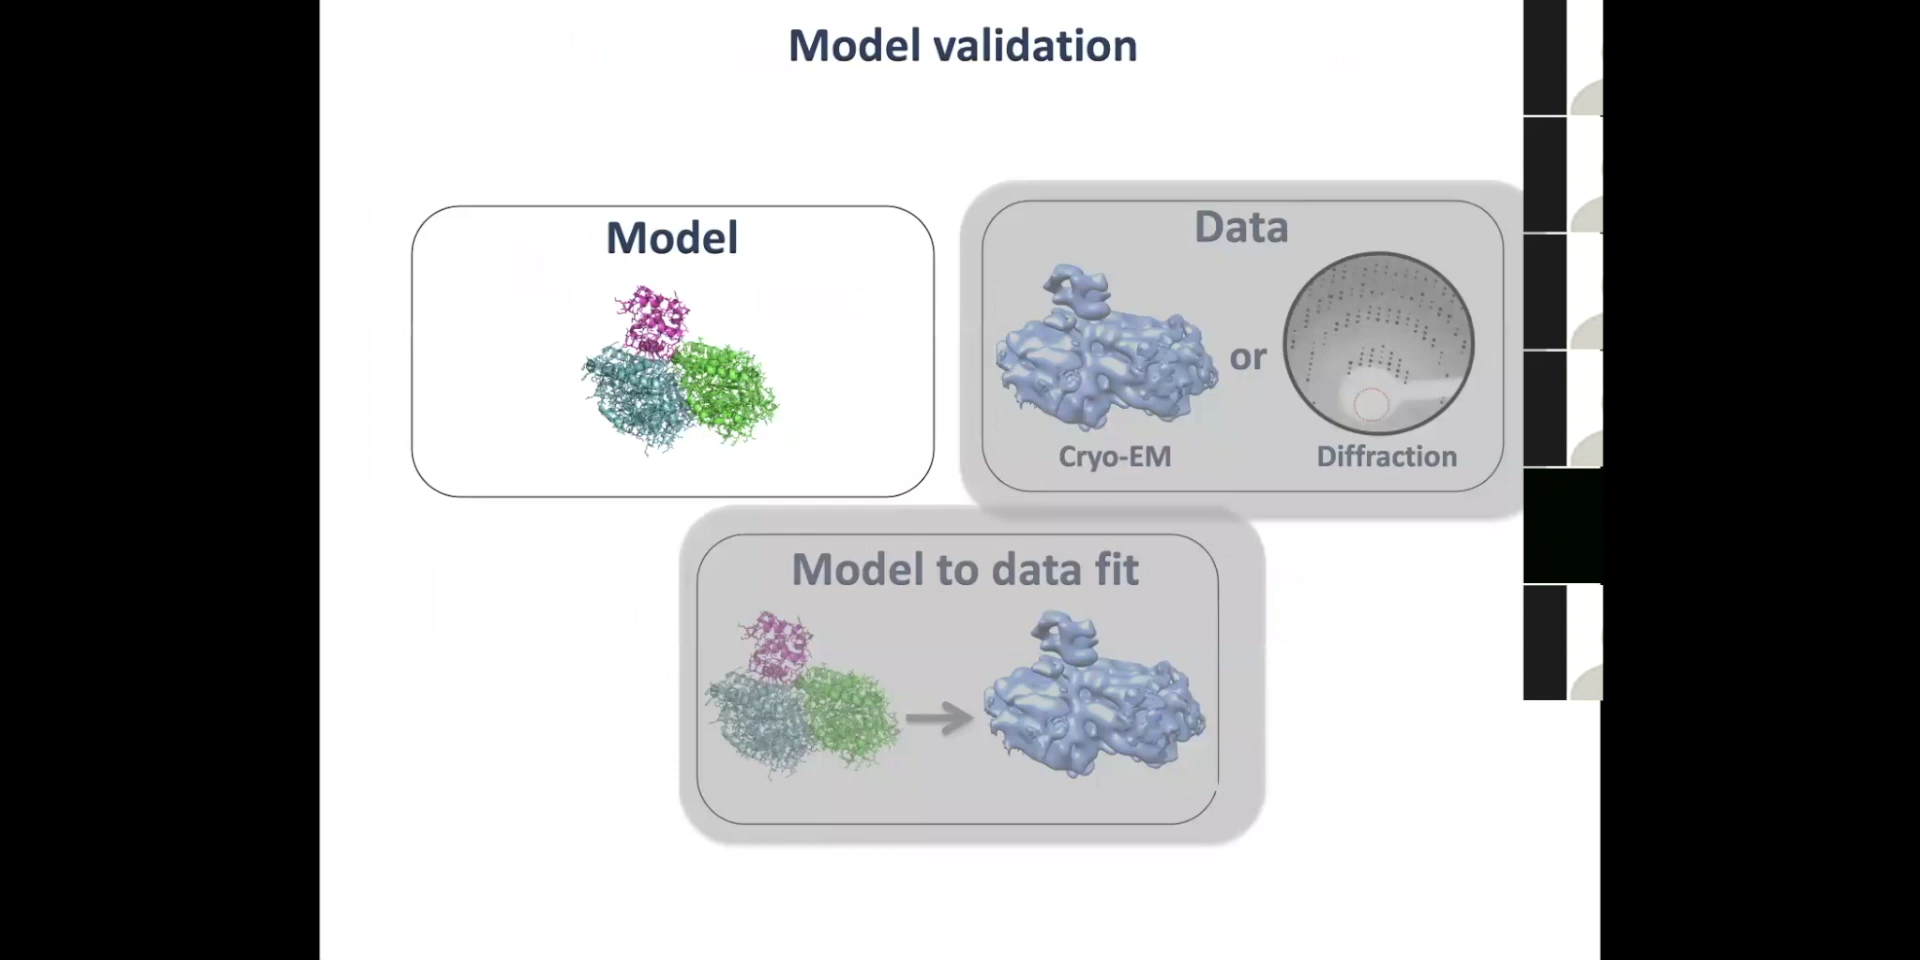 Model validation
Model
Data
or
Cryo-EM
Diffraction
Model to data fit